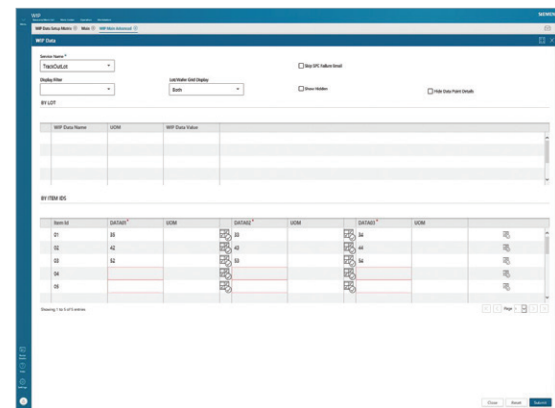 WIP
SIEMENS
WIP Data Setup Matrix
Main
WIP Main Advanced
WIP Data
Service Name *
TrackOutLot
Skip SPC Failure Email
Display Filter
Lot/Wafer Grid Display
Both
Show Hidden
Hide Data Point Details
BY LOT
WIP Data Name UOM WIP Data Value
BY ITEM IDS
Item Id DATA01* UOM DATA02* UOM DATA03* UOM
01
02 42 43 44
03 52 53 54
04
05
Showing 1 to 5 of 5 entries
Page
Close Reset Submit